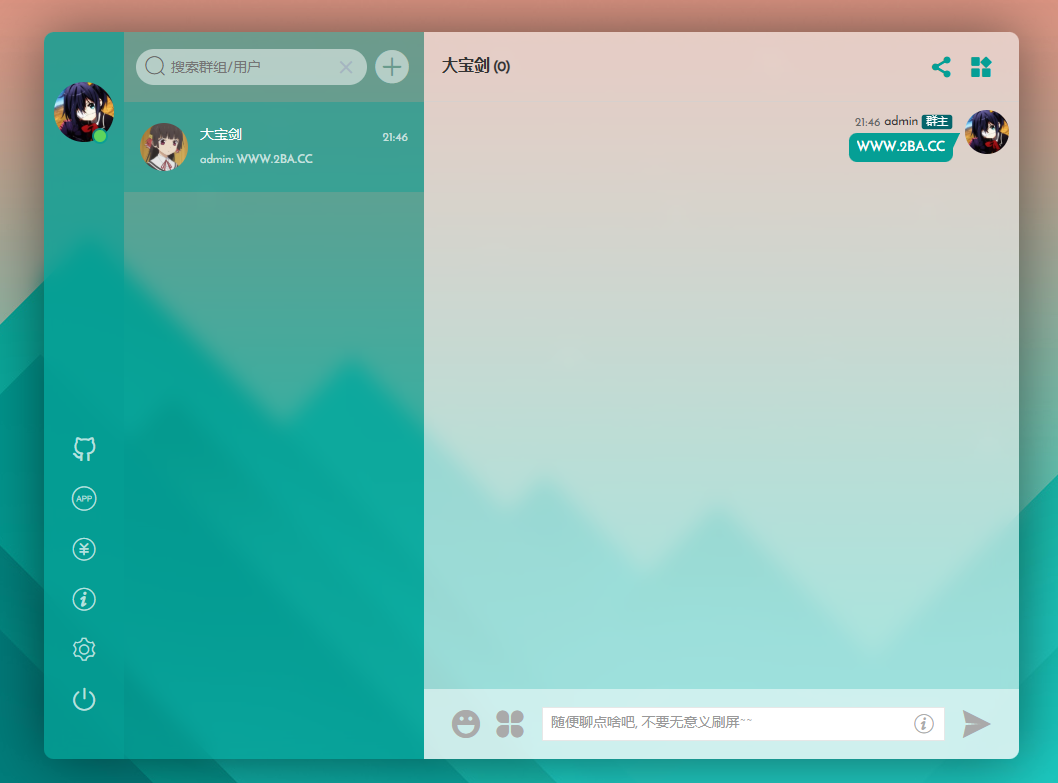 搜索群组/用户
大宝剑
21:46
admin: WWW.2BA.CC
APP
大宝剑 (0)
21:46 admin 群主
WWW.2BA.CC
随便聊点啥吧, 不要无意义刷屏~~